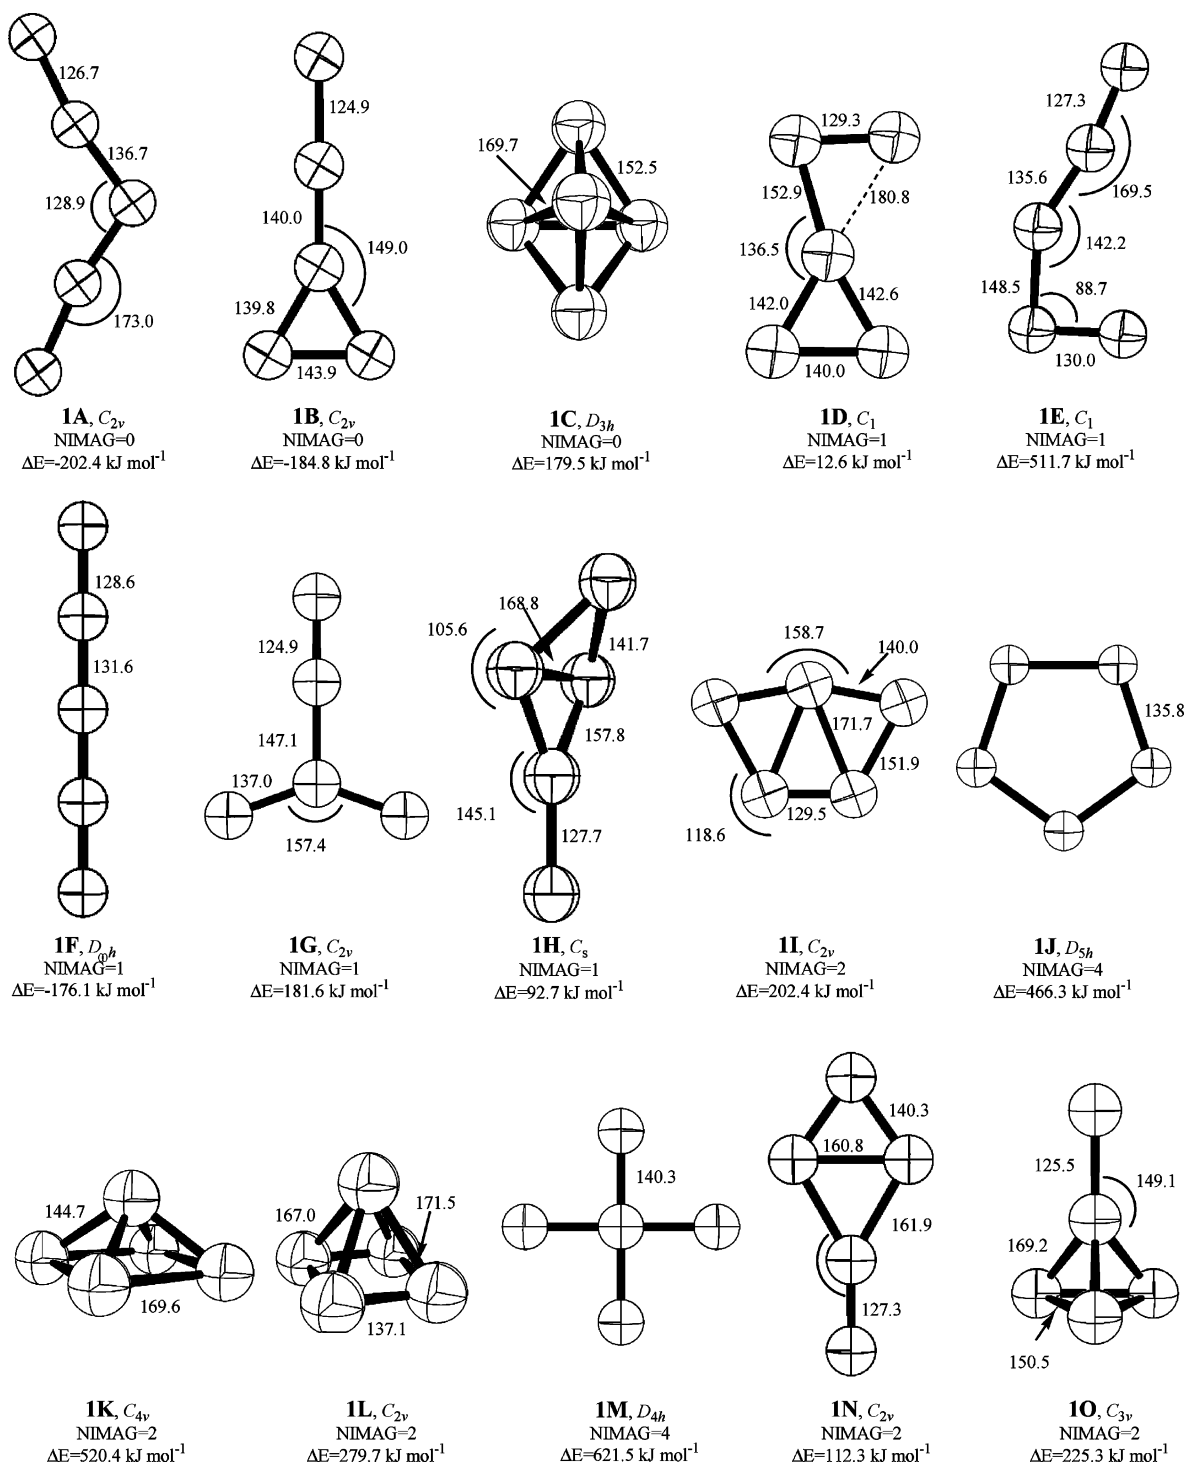 126.7
136.7
128.9
173.0
1A, C2v
NIMAG=0
ΔE=-202.4 kJ mol-1
124.9
140.0
149.0
139.8
143.9
1B, C2v
NIMAG=0
ΔE=-184.8 kJ mol-1
169.7
152.5
1C, D3h
NIMAG=0
ΔE=179.5 kJ mol-1
129.3
152.9
180.8
136.5
142.0
142.6
140.0
1D, C1
NIMAG=1
ΔE=12.6 kJ mol-1
127.3
135.6
169.5
142.2
148.5
88.7
130.0
1E, C1
NIMAG=1
ΔE=511.7 kJ mol-1
128.6
131.6
1F, D∞h
NIMAG=1
ΔE=-176.1 kJ mol-1
124.9
147.1
137.0
157.4
1G, C2v
NIMAG=1
ΔE=181.6 kJ mol-1
168.8
105.6
141.7
157.8
145.1
127.7
1H, Cs
NIMAG=1
ΔE=92.7 kJ mol-1
158.7
140.0
171.7
151.9
129.5
118.6
1I, C2v
NIMAG=2
ΔE=202.4 kJ mol-1
135.8
1J, D5h
NIMAG=4
ΔE=466.3 kJ mol-1
144.7
169.6
1K, C4v
NIMAG=2
ΔE=520.4 kJ mol-1
167.0
171.5
137.1
1L, C2v
NIMAG=2
ΔE=279.7 kJ mol-1
140.3
1M, D4h
NIMAG=4
ΔE=621.5 kJ mol-1
140.3
160.8
161.9
127.3
1N, C2v
NIMAG=2
ΔE=112.3 kJ mol-1
125.5
149.1
169.2
150.5
1O, C3v
NIMAG=2
ΔE=225.3 kJ mol-1